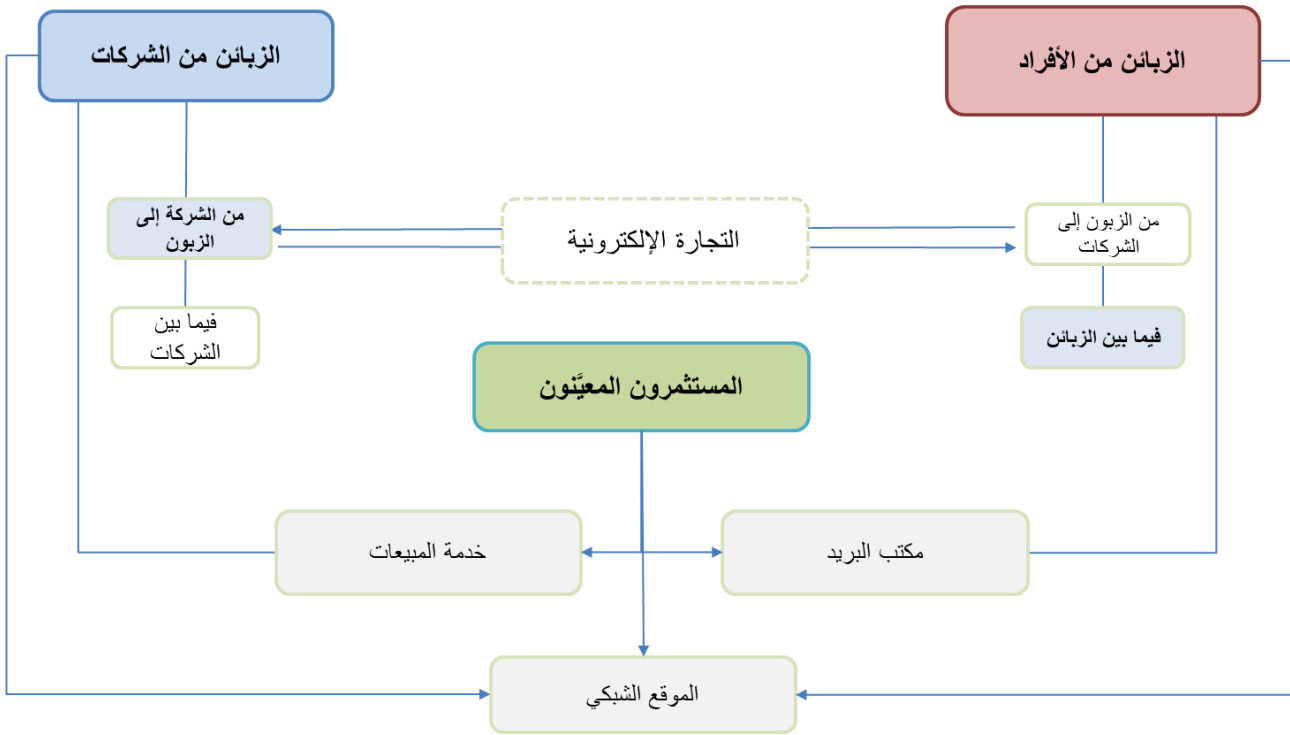 الزبائن من الأفراد
الزبائن من الشركات
من الزبون إلى
الشركات
التجارة الإلكترونية
من الشركة إلى
الزبون
فيما بين الزبائن
فيما بين
الشركات
المستثمرون المعيَّنون
مكتب البريد
خدمة المبيعات
الموقع الشبكي